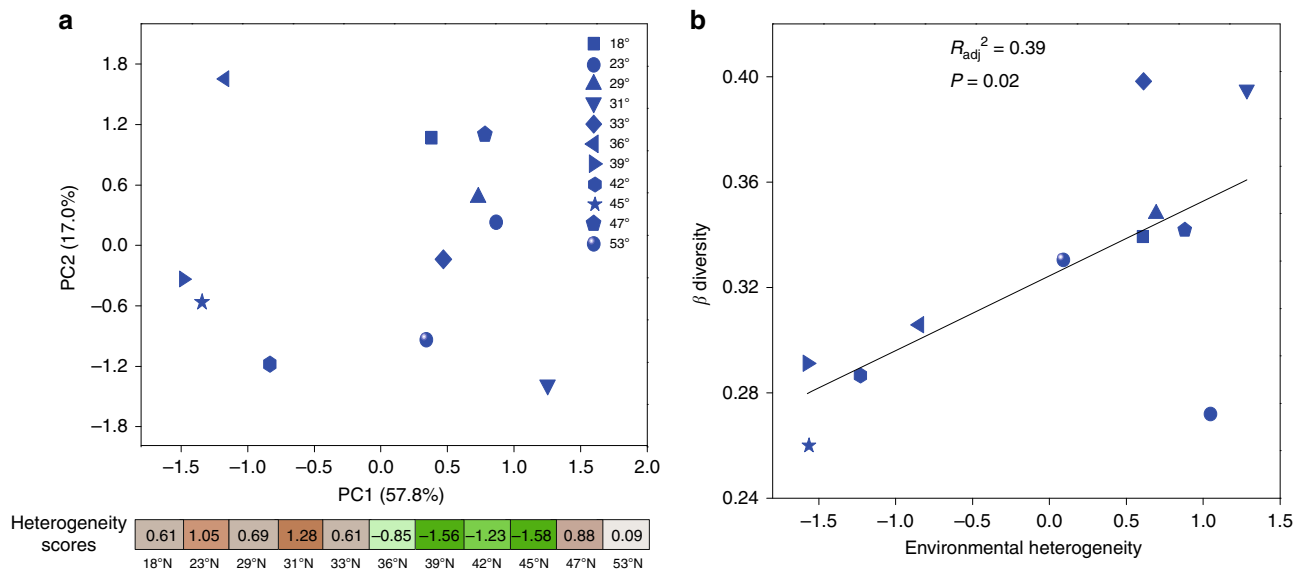 a
1.8
1.2
0.6
0.0
−0.6
−1.2
−1.8
PC2 (17.0%)
18°
23°
29°
31°
33°
36°
39°
42°
45°
47°
53°
−1.5 −1.0 −0.5 0.0 0.5 1.0 1.5 2.0
PC1 (57.8%)
Heterogeneity
scores
0.61 1.05 0.69 1.28 0.61 −0.85 −1.56 −1.23 −1.58 0.88 0.09
18°N 23°N 29°N 31°N 33°N 36°N 39°N 42°N 45°N 47°N 53°N
b
Radj² = 0.39
P = 0.02
0.40
0.36
0.32
0.28
0.24
β diversity
−1.5 −1.0 −0.5 0.0 0.5 1.0 1.5
Environmental heterogeneity